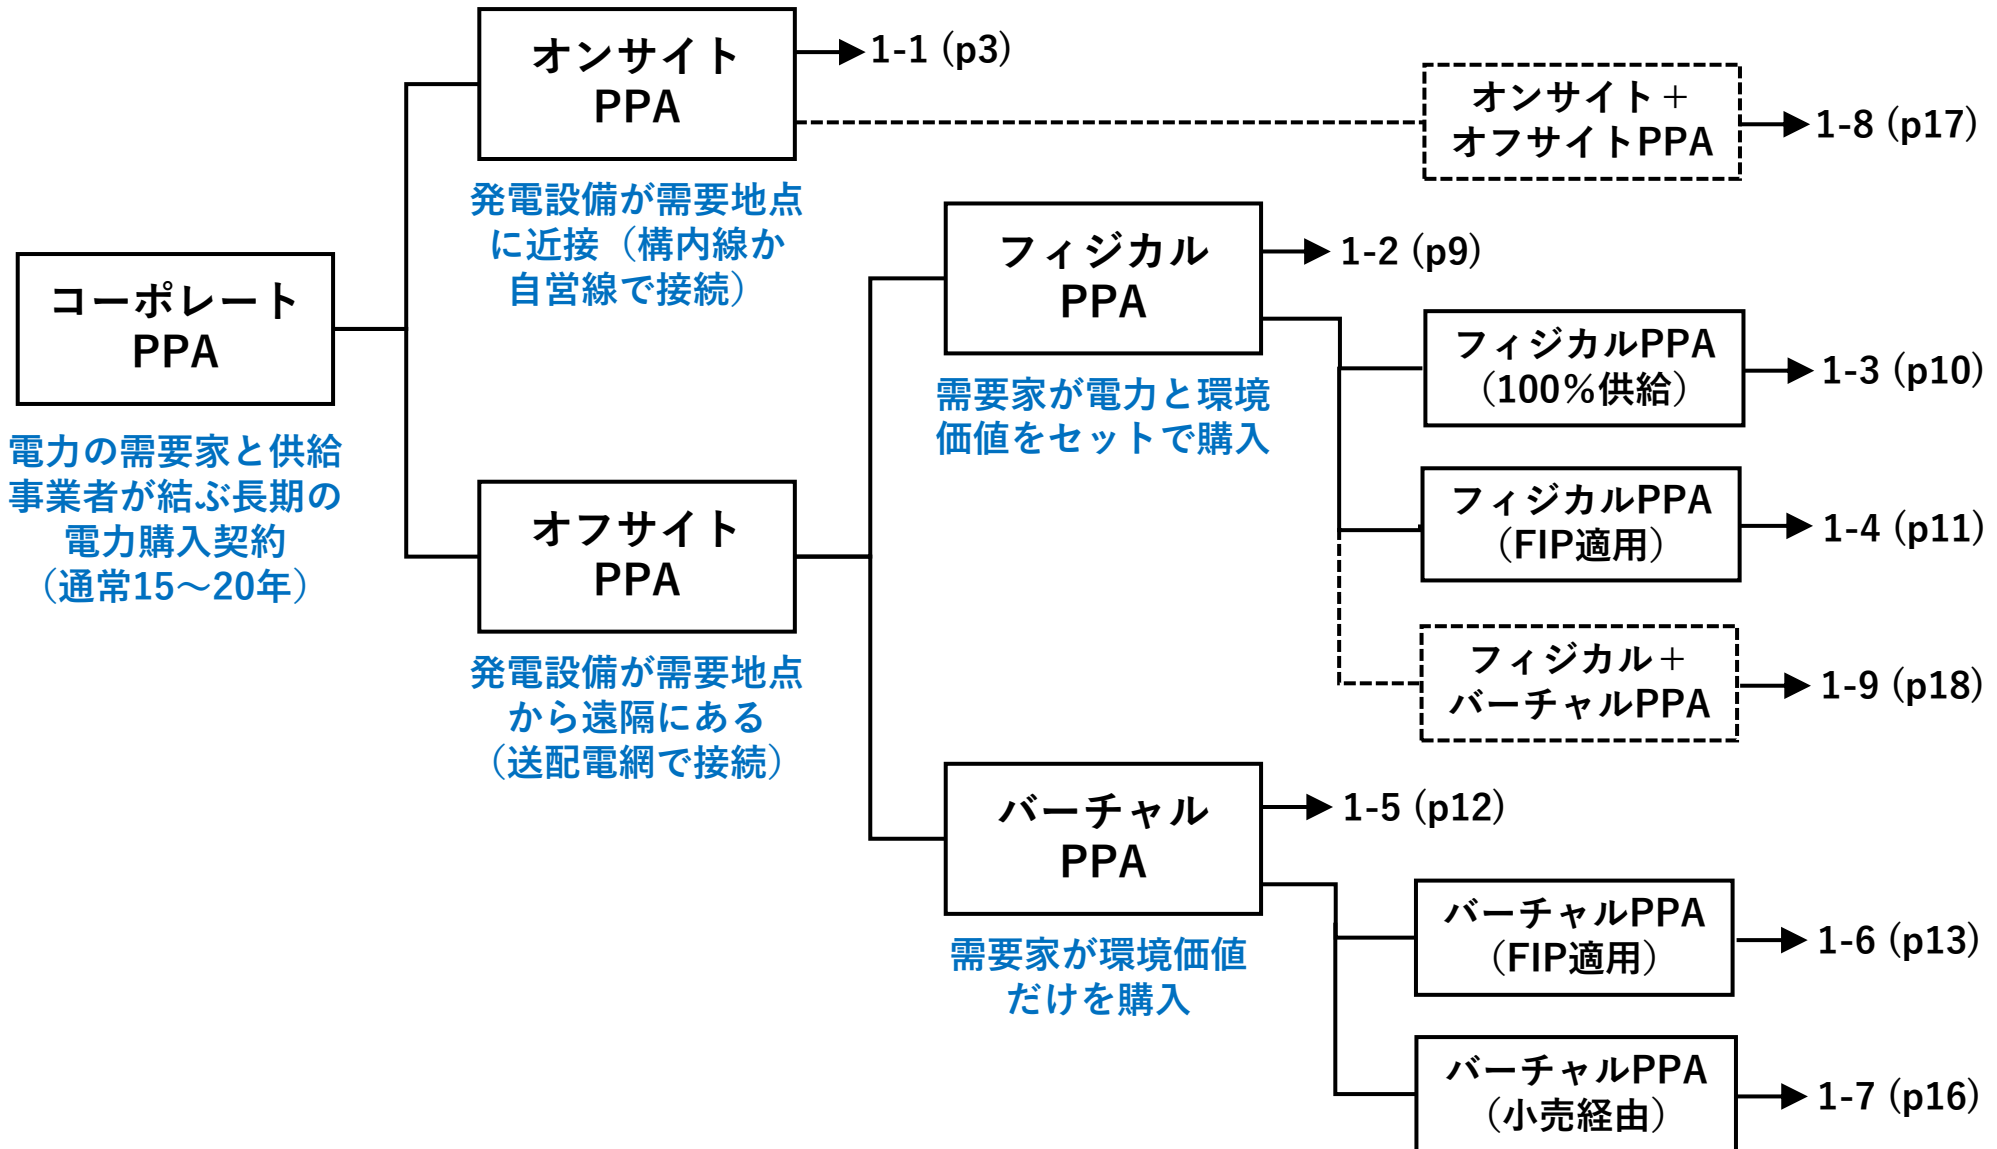 コーポレート
PPA
電力の需要家と供給
事業者が結ぶ長期の
電力購入契約
（通常15～20年）
オンサイト
PPA
1-1 (p3)
発電設備が需要地点
に近接（構内線か
自営線で接続）
オフサイト
PPA
発電設備が需要地点
から遠隔にある
（送配電網で接続）
オンサイト＋
オフサイトPPA
1-8 (p17)
フィジカル
PPA
1-2 (p9)
需要家が電力と環境
価値をセットで購入
フィジカルPPA
（100％供給）
1-3 (p10)
フィジカルPPA
（FIP適用）
1-4 (p11)
フィジカル＋
バーチャルPPA
1-9 (p18)
バーチャル
PPA
1-5 (p12)
需要家が環境価値
だけを購入
バーチャルPPA
（FIP適用）
1-6 (p13)
バーチャルPPA
（小売経由）
1-7 (p16)